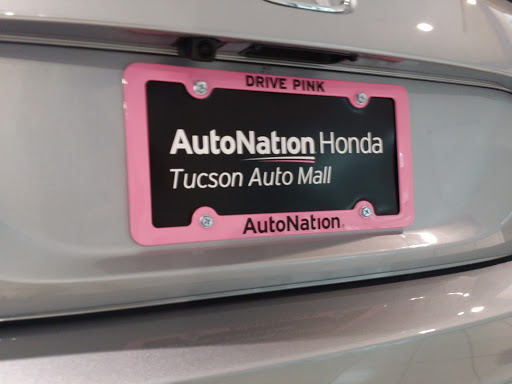 DRIVE PINK
AutoNation Honda
Tucson Auto Mall
AutoNation